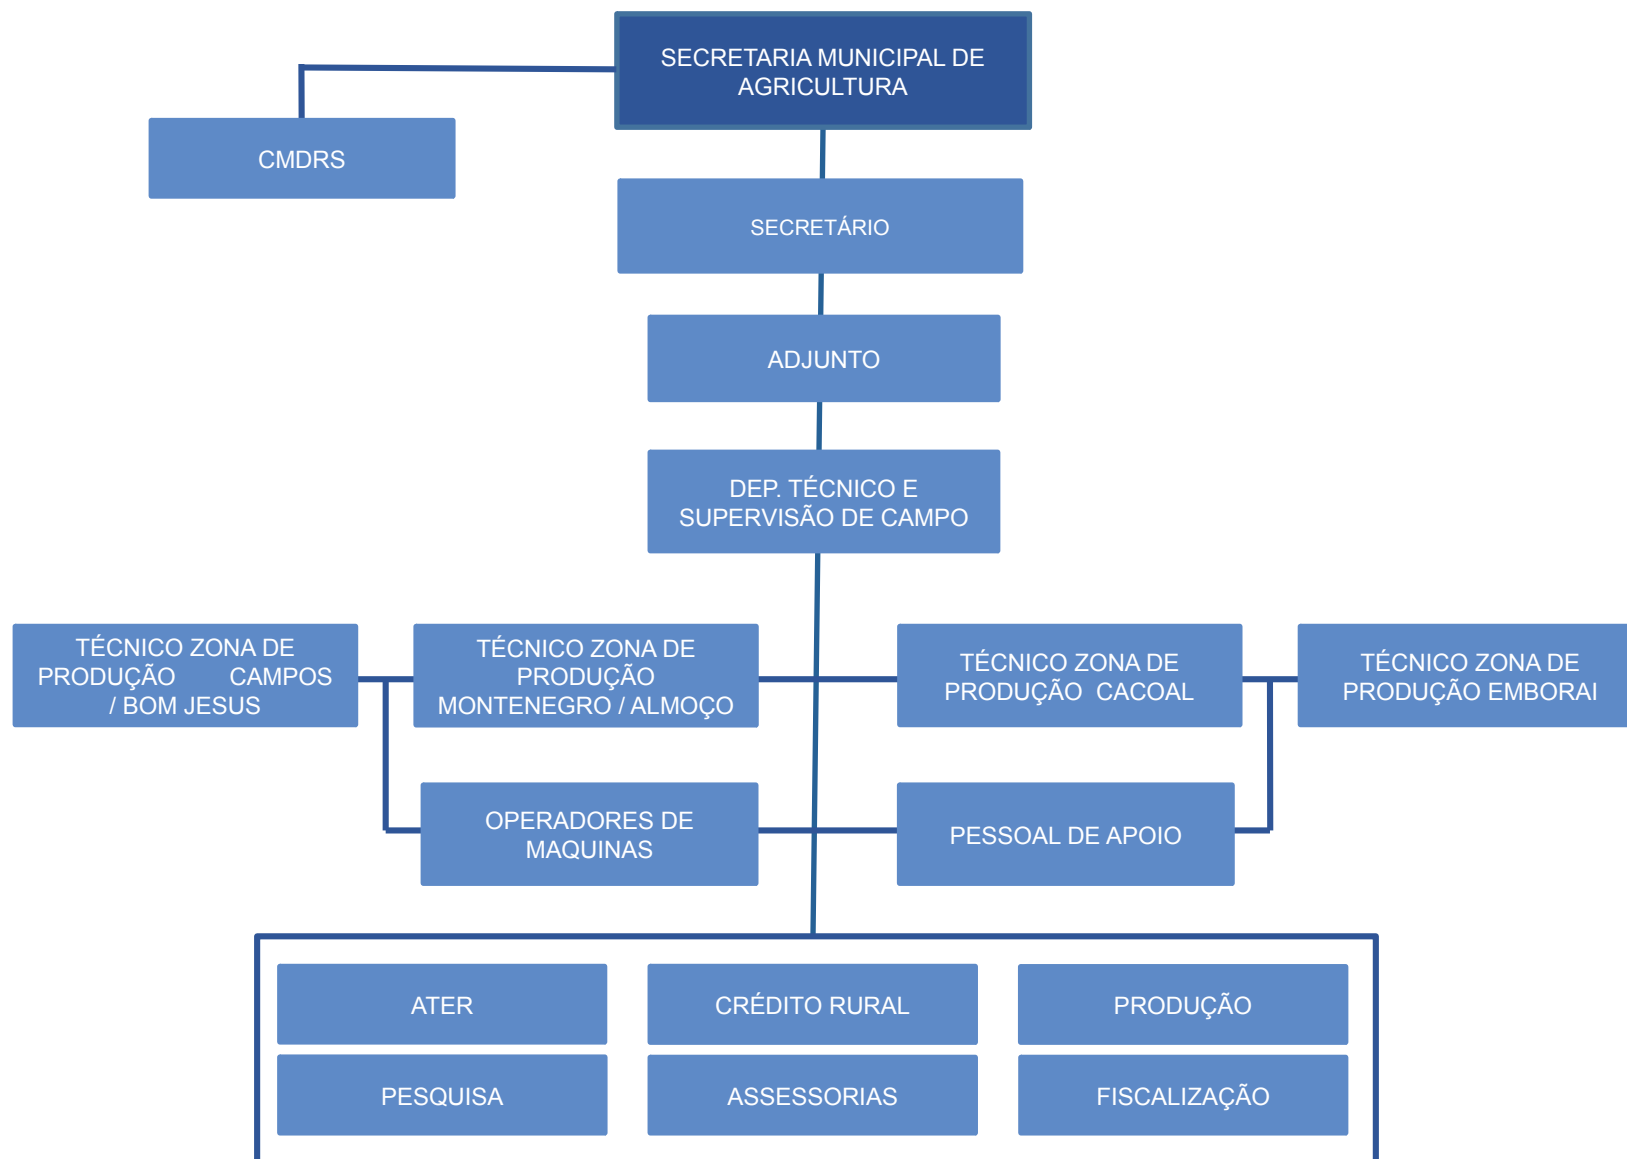 SECRETARIA MUNICIPAL DE
AGRICULTURA
CMDRS
SECRETÁRIO
ADJUNTO
DEP. TÉCNICO E
SUPERVISÃO DE CAMPO
TÉCNICO ZONA DE
PRODUÇÃO CAMPOS
/ BOM JESUS
TÉCNICO ZONA DE
PRODUÇÃO
MONTENEGRO / ALMOÇO
TÉCNICO ZONA DE
PRODUÇÃO CACOAL
TÉCNICO ZONA DE
PRODUÇÃO EMBORAI
OPERADORES DE
MAQUINAS
PESSOAL DE APOIO
ATER
CRÉDITO RURAL
PRODUÇÃO
PESQUISA
ASSESSORIAS
FISCALIZAÇÃO